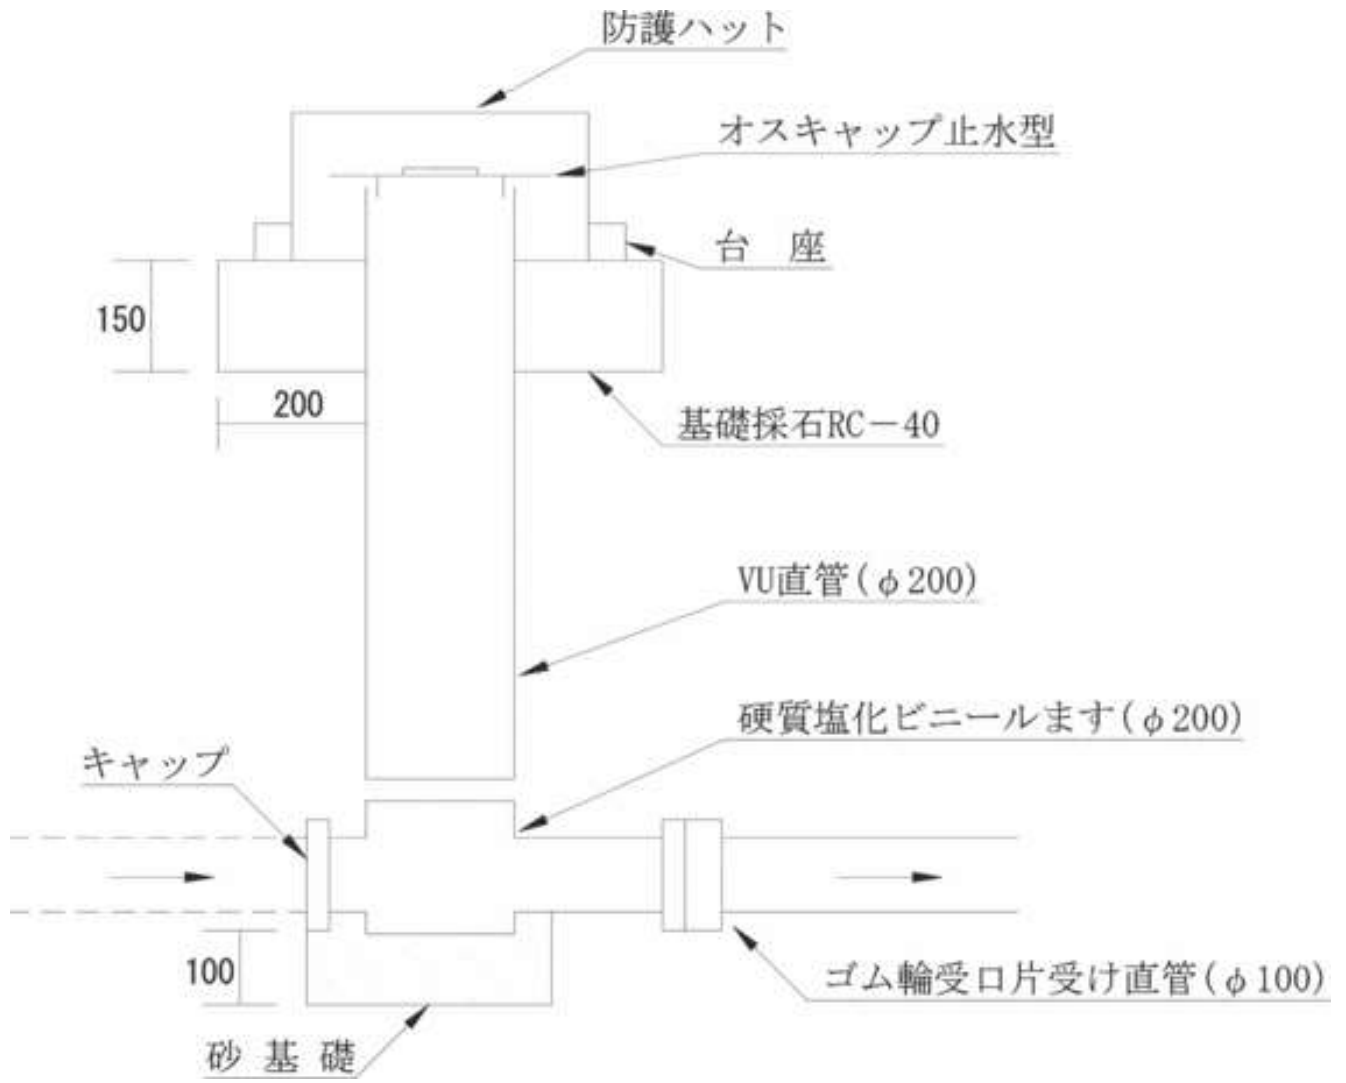 防護ハット
オスキャップ止水型
台 座
150
200
基礎採石RC－40
VU直管(φ200)
硬質塩化ビニールます(φ200)
キャップ
100
ゴム輪受口片受け直管(φ100)
砂 基 礎